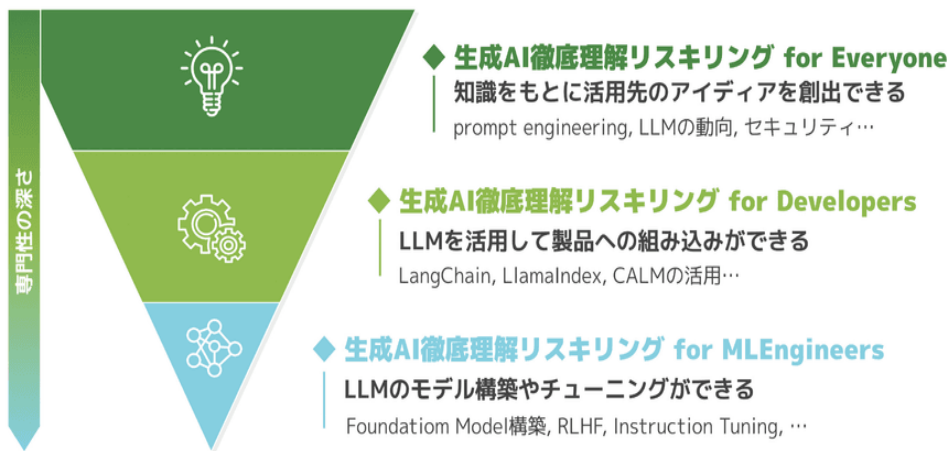 専門性の深さ
◆ 生成AI徹底理解リスキリング for Everyone
知識をもとに活用先のアイディアを創出できる
prompt engineering, LLMの動向, セキュリティ…
◆ 生成AI徹底理解リスキリング for Developers
LLMを活用して製品への組み込みができる
LangChain, LlamaIndex, CALMの活用…
◆ 生成AI徹底理解リスキリング for MLEngineers
LLMのモデル構築やチューニングができる
Foundatiom Model構築, RLHF, Instruction Tuning, …